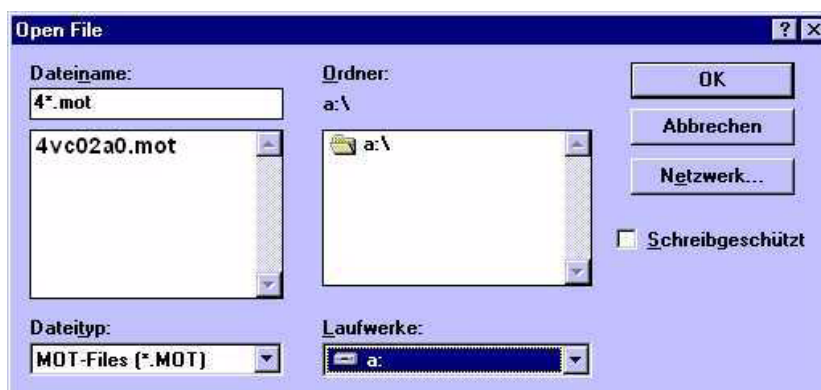 Open File
Dateiname:
4*.mot
4vc02a0.mot
Dateityp:
MOT-Files (*.MOT)
Ordner:
a:\
a:\
Laufwerke:
a:
OK
Abbrechen
Netzwerk...
Schreibgeschützt